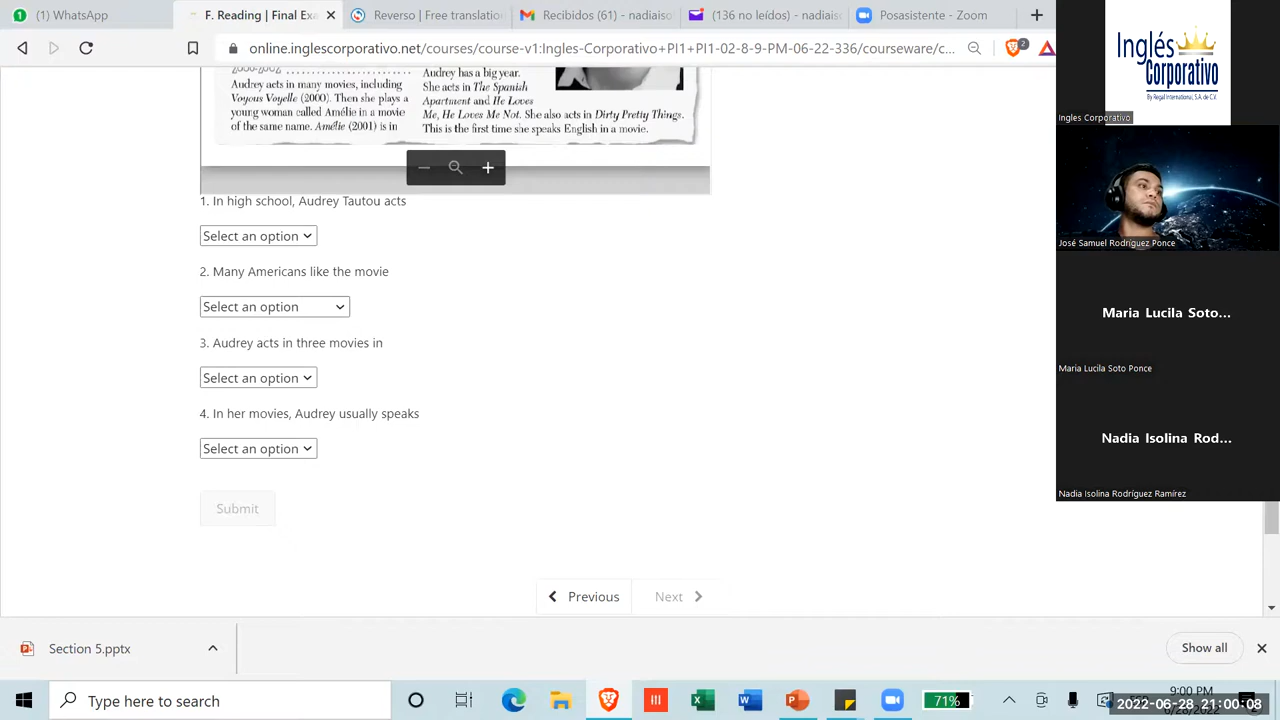 (1) WhatsApp
F. Read | Final Exa
Reverso | Free translation
Recibidos (61) - nadiaisol
(136 no leídos) - nadiaiso
Posasistente - Zoom
online.inglescorporativo.net/courses/course-v1:Ingles-Corporativo+PI1+PI1-02-8-9-PM-06-22-336/courseware/c...
2
Audrey acts in many movies, including
Voyous Voyelle (2000). Then she plays a
young woman called Amélie in a movie
of the same name. Amélie (2001) is in
Audrey has a big year.
She acts in The Spanish
Apartment and He Loves
Me, He Loves Me Not. She also acts in Dirty Pretty Things.
This is the first time she speaks English in a movie.
1. In high school, Audrey Tautou acts
Select an option
2. Many Americans like the movie
Select an option
3. Audrey acts in three movies in
Select an option
4. In her movies, Audrey usually speaks
Select an option
Submit
Previous
Next
Inglés
Corporativo
By Regal International, S.A. de C.V.
Ingles Corporativo
José Samuel Rodríguez Ponce
Maria Lucila Soto...
Maria Lucila Soto Ponce
Nadia Isolina Rod...
Nadia Isolina Rodríguez Ramírez
Section 5.pptx
Show all
Type here to search
71%
9:00 PM
2022-06-28 21:00:08